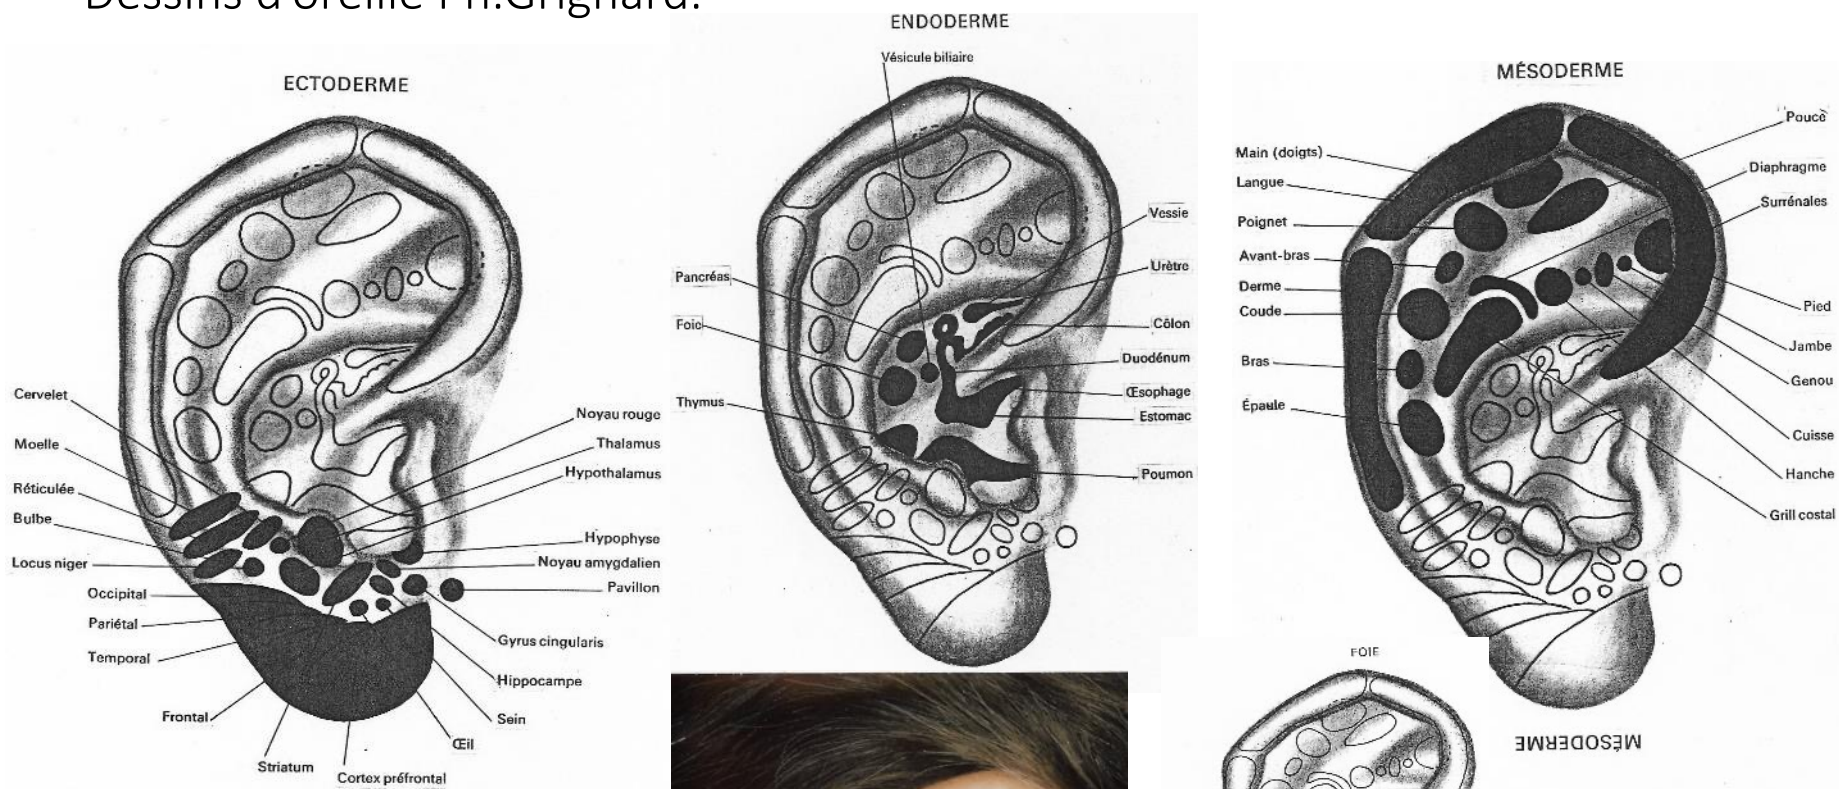 Dessins d'oreille Ph.Grignard.
ECTODERME
Cervelet
Moelle
Réticulée
Bulbe
Locus niger
Occipital
Pariétal
Temporal
Frontal
Striatum
Cortex préfrontal
Œil
Sein
Hippocampe
Gyrus cingularis
Pavillon
Noyau amygdalien
Hypophyse
Hypothalamus
Thalamus
Noyau rouge
ENDODERME
Vésicule biliaire
Pancréas
Foie
Thymus
Vessie
Urètre
Côlon
Duodénum
Œsophage
Estomac
Poumon
MÉSODERME
Main (doigts)
Langue
Poignet
Avant-bras
Derme
Coude
Bras
Épaule
Pouce
Diaphragme
Surrénales
Pied
Jambe
Genou
Cuisse
Hanche
Grill costal
FOIE
MÉSODERME